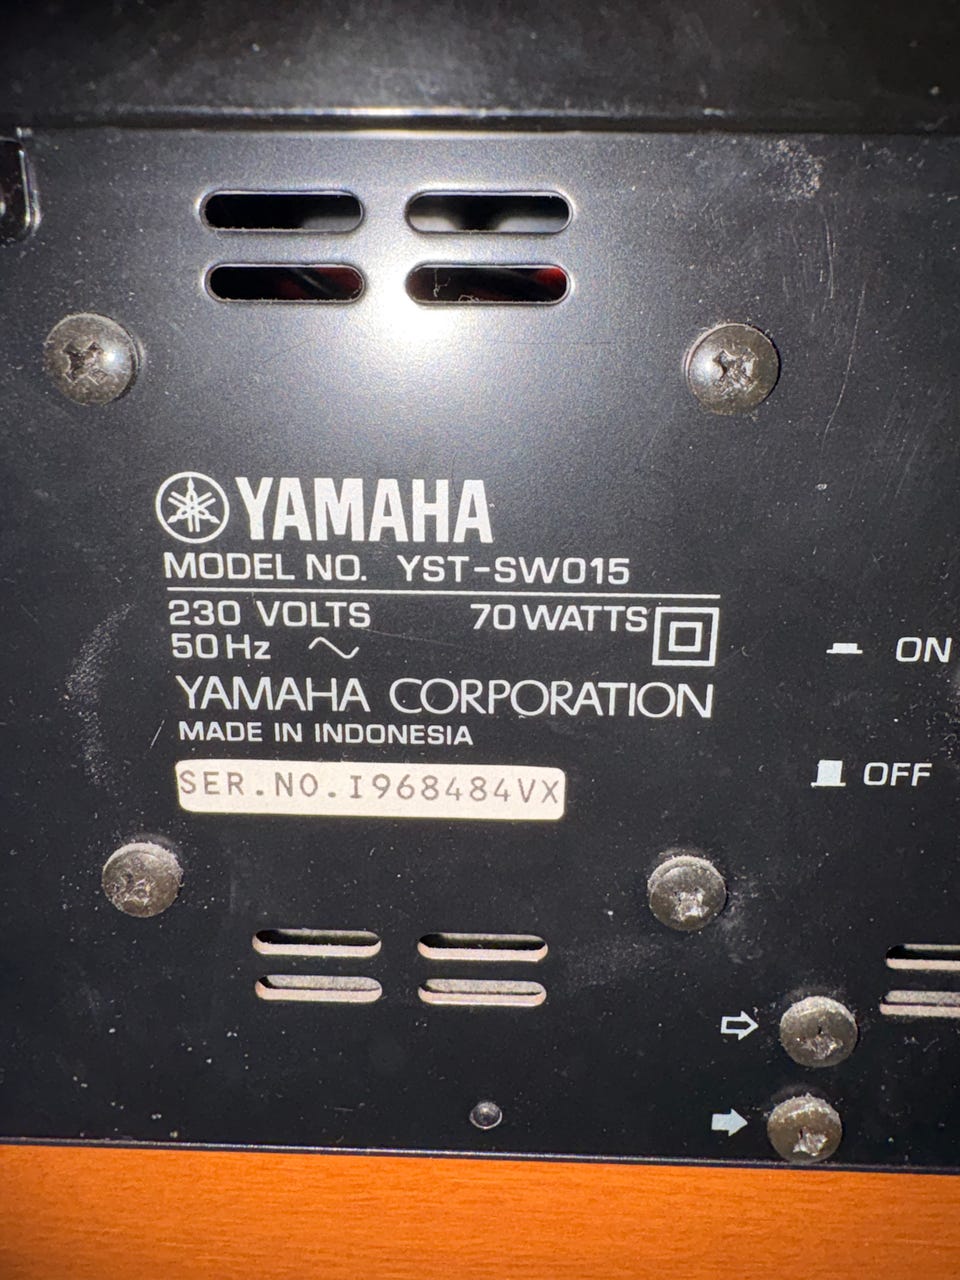 YAMAHA
MODEL NO. YST-SW015
230 VOLTS 70 WATTS
50 Hz
YAMAHA CORPORATION
MADE IN INDONESIA
SER.NO.I968484VX
ON
OFF